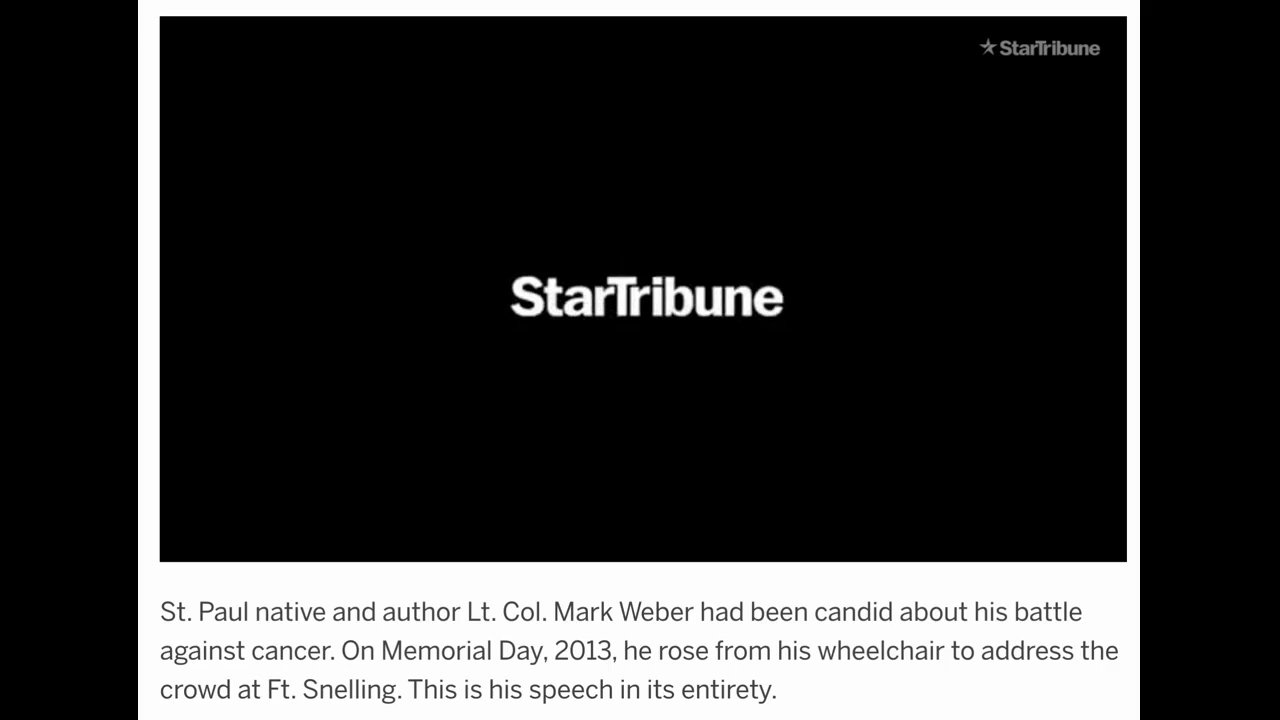 StarTribune
StarTribune
St. Paul native and author Lt. Col. Mark Weber had been candid about his battle
against cancer. On Memorial Day, 2013, he rose from his wheelchair to address the
crowd at Ft. Snelling. This is his speech in its entirety.